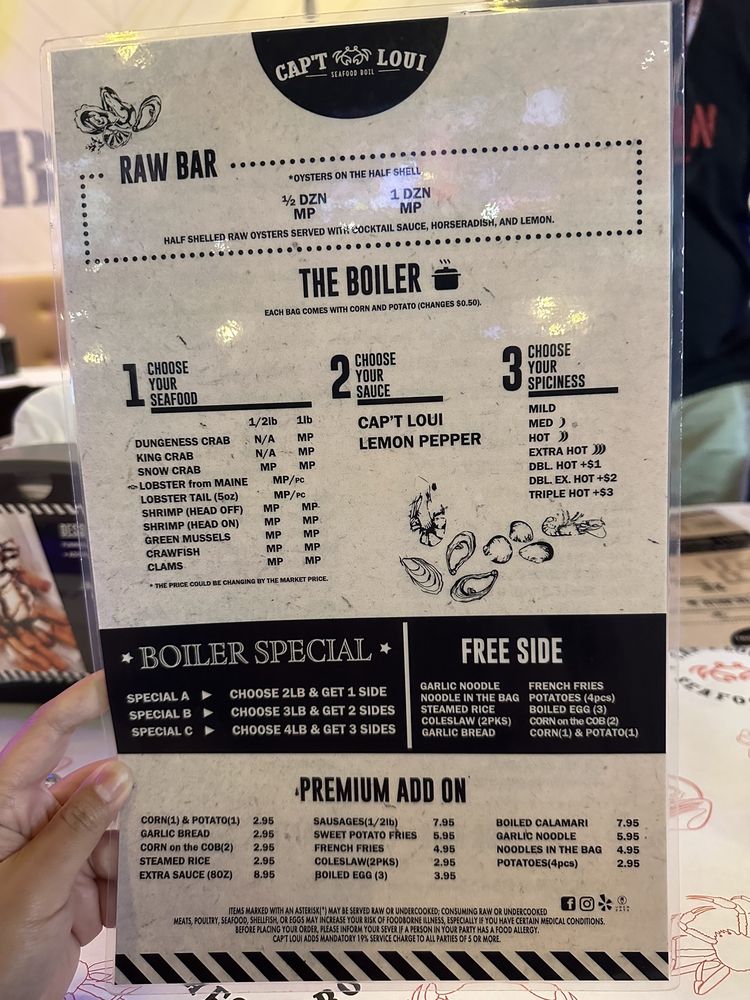 CAP'T LOUI
SEAFOOD BOIL
RAW BAR
*OYSTERS ON THE HALF SHELL
½ DZN 1 DZN
MP MP
HALF SHELLED RAW OYSTERS SERVED WITH COCKTAIL SAUCE, HORSERADISH, AND LEMON.
THE BOILER
EACH BAG COMES WITH CORN AND POTATO (CHANGES $0.50).
1 CHOOSE YOUR SEAFOOD
1/2lb 1lb
DUNGENESS CRAB N/A MP
KING CRAB N/A MP
SNOW CRAB MP MP
LOBSTER from MAINE MP/PC
LOBSTER TAIL (5oz) MP/PC
SHRIMP (HEAD OFF) MP MP
SHRIMP (HEAD ON) MP MP
GREEN MUSSELS MP MP
CRAWFISH MP MP
CLAMS MP MP
* THE PRICE COULD BE CHANGING BY THE MARKET PRICE.
2 CHOOSE YOUR SAUCE
CAP'T LOUI
LEMON PEPPER
3 CHOOSE YOUR SPICINESS
MILD
MED
HOT
EXTRA HOT
DBL. HOT +$1
DBL. EX. HOT +$2
TRIPLE HOT +$3
BOILER SPECIAL
SPECIAL A ▶ CHOOSE 2LB & GET 1 SIDE
SPECIAL B ▶ CHOOSE 3LB & GET 2 SIDES
SPECIAL C ▶ CHOOSE 4LB & GET 3 SIDES
FREE SIDE
GARLIC NOODLE FRENCH FRIES
NOODLE IN THE BAG POTATOES (4pcs)
STEAMED RICE BOILED EGG (3)
COLESLAW (2PKS) CORN on the COB (2)
GARLIC BREAD CORN(1) & POTATO(1)
PREMIUM ADD ON
CORN(1) & POTATO(1) 2.95
GARLIC BREAD 2.95
CORN on the COB(2) 2.95
STEAMED RICE 2.95
EXTRA SAUCE (8OZ) 8.95
SAUSAGES(1/2lb) 7.95
SWEET POTATO FRIES 5.95
FRENCH FRIES 4.95
COLESLAW(2PKS) 2.95
BOILED EGG (3) 3.95
BOILED CALAMARI 7.95
GARLIC NOODLE 5.95
NOODLES IN THE BAG 4.95
POTATOES(4pcs) 2.95
ITEMS MARKED WITH AN ASTERISK(*) MAY BE SERVED RAW OR UNDERCOOKED; CONSUMING RAW OR UNDERCOOKED
MEATS, POULTRY, SEAFOOD, SHELLFISH, OR EGGS MAY INCREASE YOUR RISK OF FOODBORNE ILLNESS, ESPECIALLY IF YOU HAVE CERTAIN MEDICAL CONDITIONS.
BEFORE PLACING YOUR ORDER, PLEASE INFORM YOUR SEVER IF A PERSON IN YOUR PARTY HAS A FOOD ALLERGY.
CAP'T LOUI ADDS MANDATORY 19% SERVICE CHARGE TO ALL PARTIES OF 5 OR MORE.